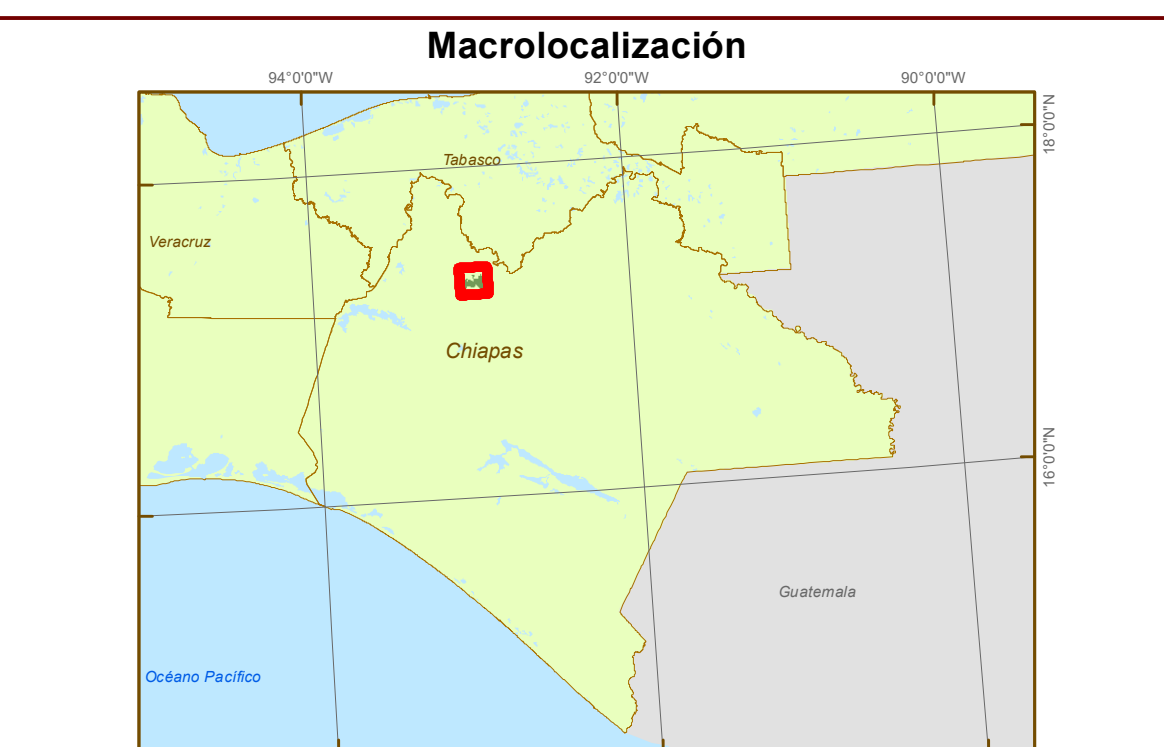 Macrolocalización
94°0'0"W
92°0'0"W
90°0'0"W
18°0'0"N
Tabasco
Veracruz
Chiapas
16°0'0"N
Guatemala
Océano Pacífico